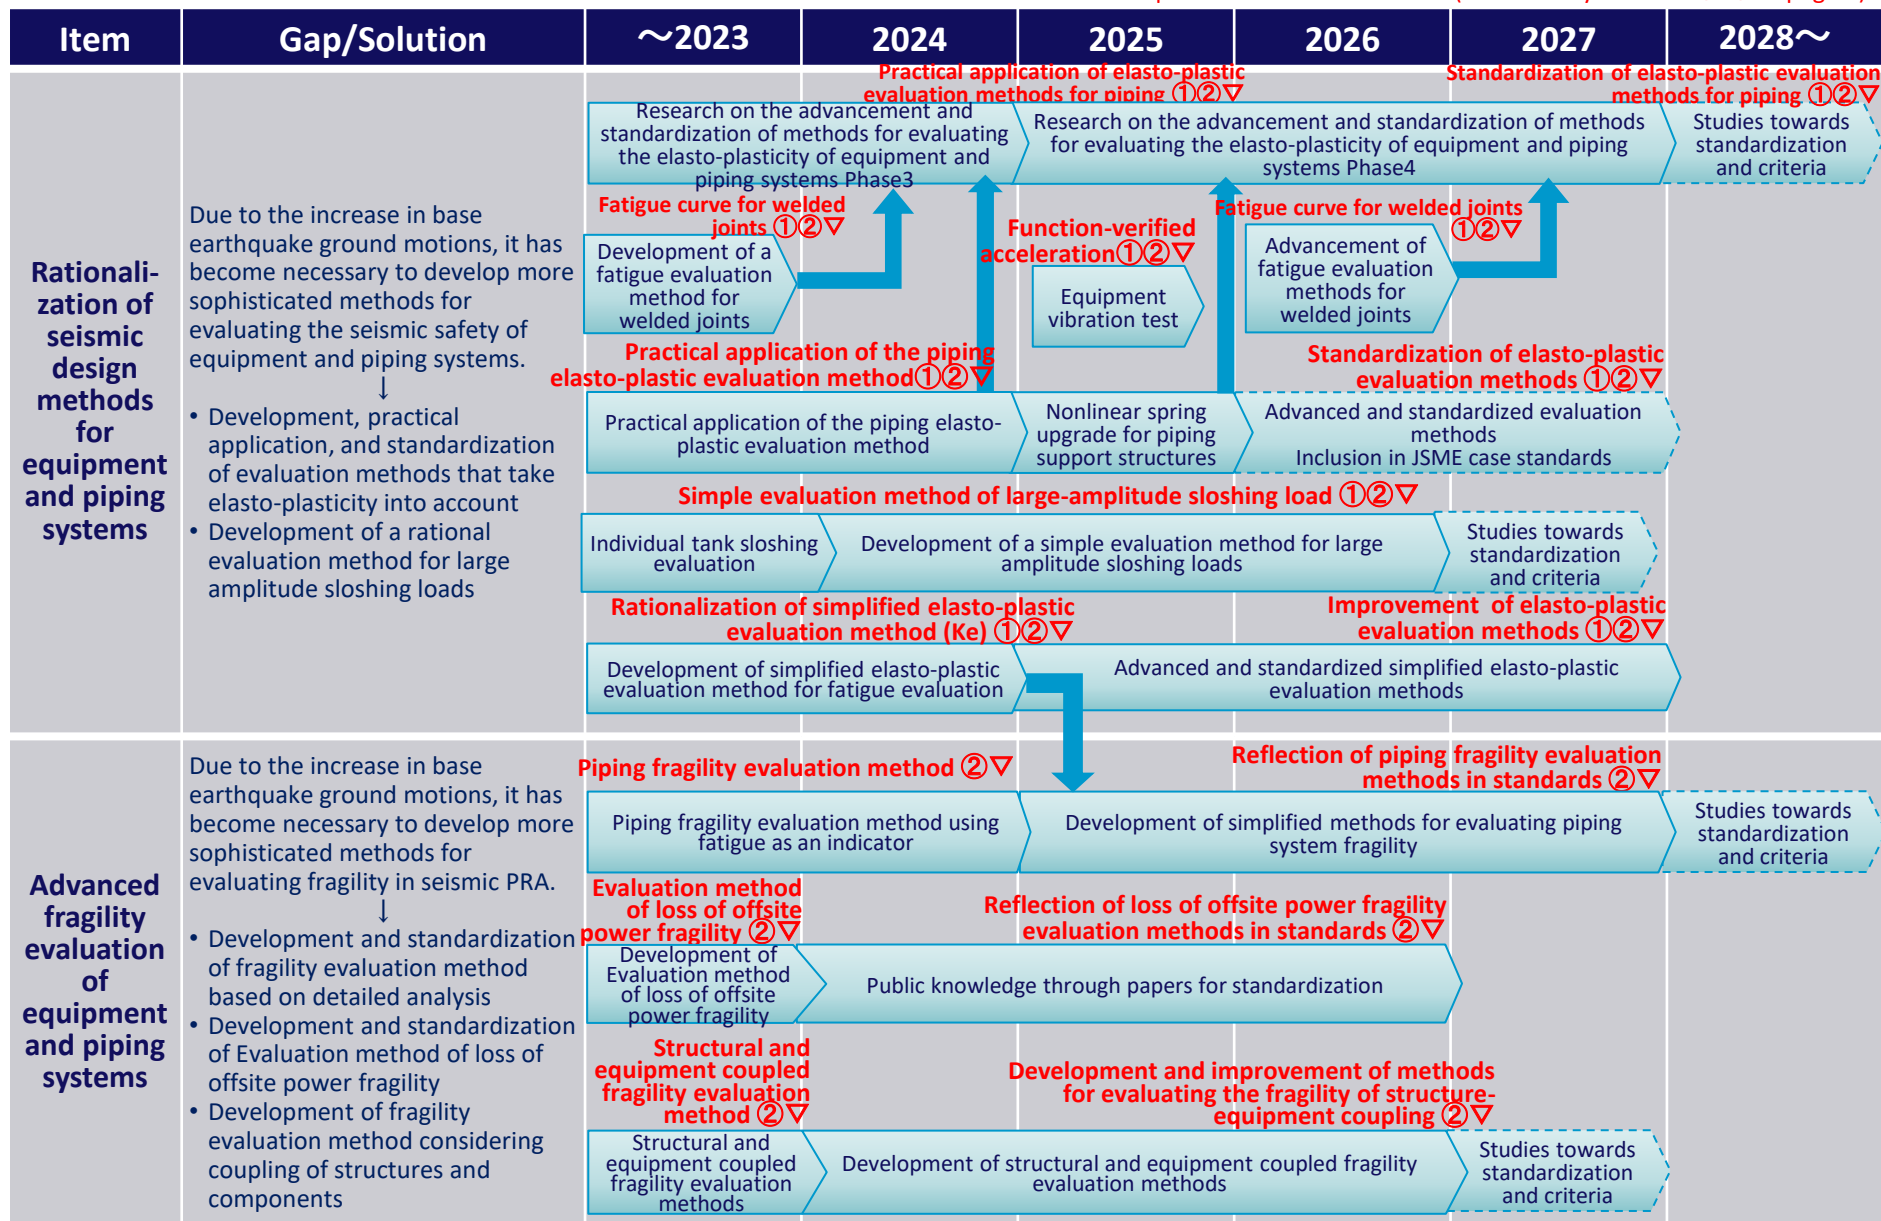 Item
Gap/Solution
～2023
2024
2025
2026
2027
2028～
Rationali-
zation of
seismic
design
methods
for
equipment
and piping
systems
Due to the increase in base
earthquake ground motions, it has
become necessary to develop more
sophisticated methods for
evaluating the seismic safety of
equipment and piping systems.
↓
• Development, practical
application, and standardization
of evaluation methods that take
elasto-plasticity into account
• Development of a rational
evaluation method for large
amplitude sloshing loads
Practical application of elasto-plastic
evaluation methods for piping ①②▽
Standardization of elasto-plastic evaluation
methods for piping ①②▽
Research on the advancement and
standardization of methods for evaluating
the elasto-plasticity of equipment and
piping systems Phase3
Research on the advancement and standardization of methods
for evaluating the elasto-plasticity of equipment and piping
systems Phase4
Studies towards
standardization
and criteria
Fatigue curve for welded
joints ①②▽
Development of a
fatigue evaluation
method for
welded joints
Function-verified
acceleration①②▽
Equipment
vibration test
Fatigue curve for welded joints
①②▽
Advancement of
fatigue evaluation
methods for
welded joints
Practical application of the piping
elasto-plastic evaluation method①②▽
Standardization of elasto-plastic
evaluation methods ①②▽
Practical application of the piping elasto-
plastic evaluation method
Nonlinear spring
upgrade for piping
support structures
Advanced and standardized evaluation
methods
Inclusion in JSME case standards
Simple evaluation method of large-amplitude sloshing load ①②▽
Individual tank sloshing
evaluation
Development of a simple evaluation method for large
amplitude sloshing loads
Studies towards
standardization
and criteria
Rationalization of simplified elasto-plastic
evaluation method (Ke) ①②▽
Improvement of elasto-plastic
evaluation methods ①②▽
Development of simplified elasto-plastic
evaluation method for fatigue evaluation
Advanced and standardized simplified elasto-plastic
evaluation methods
Advanced
fragility
evaluation
of
equipment
and piping
systems
Due to the increase in base
earthquake ground motions, it has
become necessary to develop more
sophisticated methods for
evaluating fragility in seismic PRA.
↓
• Development and standardization
of fragility evaluation method
based on detailed analysis
• Development and standardization
of Evaluation method of loss of
offsite power fragility
• Development of fragility
evaluation method considering
coupling of structures and
components
Piping fragility evaluation method ②▽
Reflection of piping fragility evaluation
methods in standards ②▽
Piping fragility evaluation method using
fatigue as an indicator
Development of simplified methods for evaluating piping
system fragility
Studies towards
standardization
and criteria
Evaluation method
of loss of offsite
power fragility ②▽
Reflection of loss of offsite power fragility
evaluation methods in standards ②▽
Development of
Evaluation method
of loss of offsite
power fragility
Public knowledge through papers for standardization
Structural and
equipment coupled
fragility evaluation
method ②▽
Development and improvement of methods
for evaluating the fragility of structure-
equipment coupling ②▽
Structural and
equipment coupled
fragility evaluation
methods
Development of structural and equipment coupled fragility
evaluation methods
Studies towards
standardization
and criteria